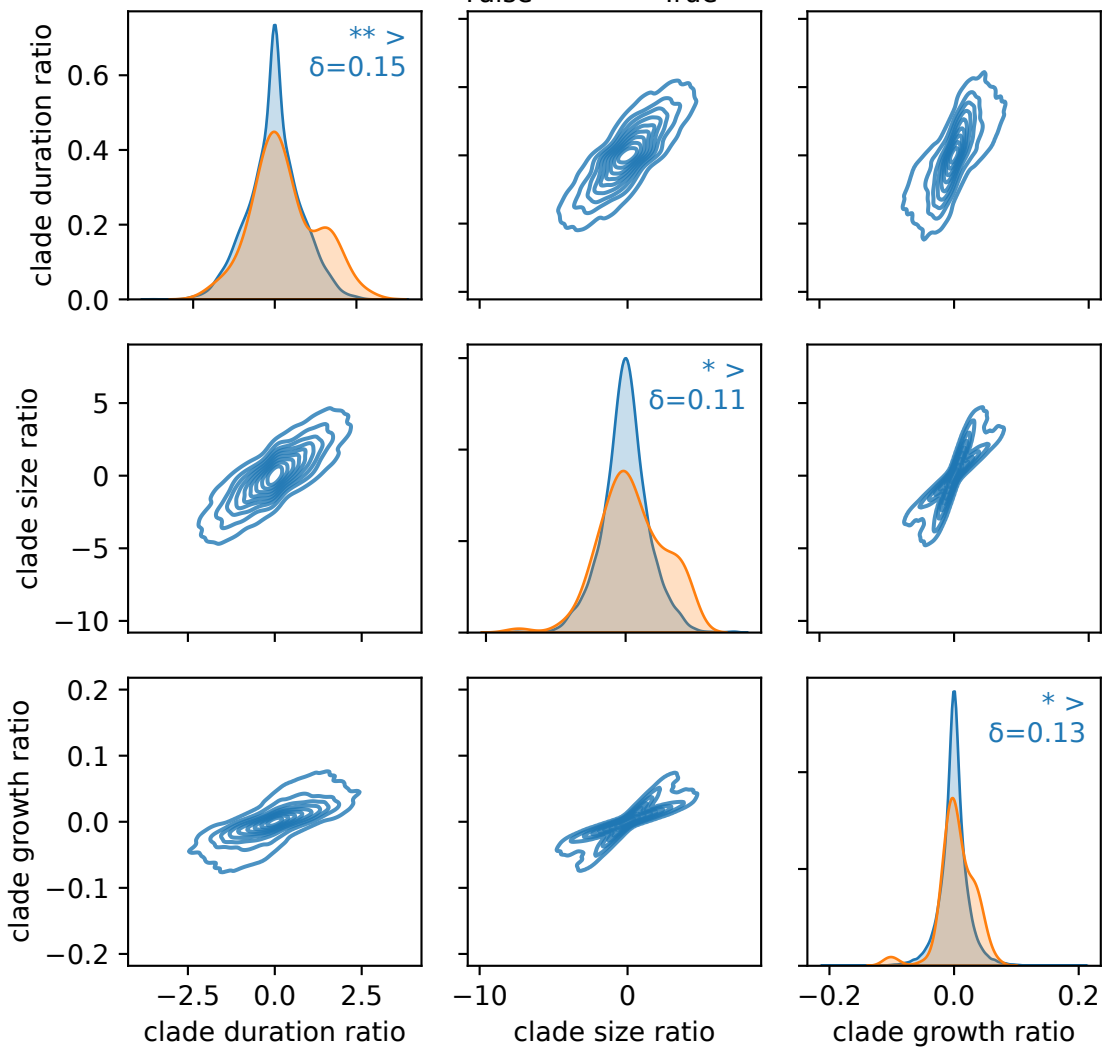 False True
clade duration ratio
0.6
0.4
0.2
0.0
** >
δ=0.15
clade size ratio
5
0
−5
−10
* >
δ=0.11
clade growth ratio
0.2
0.1
0.0
−0.1
−0.2
* >
δ=0.13
−2.5 0.0 2.5
−10 0
−0.2 0.0 0.2
clade duration ratio
clade size ratio
clade growth ratio